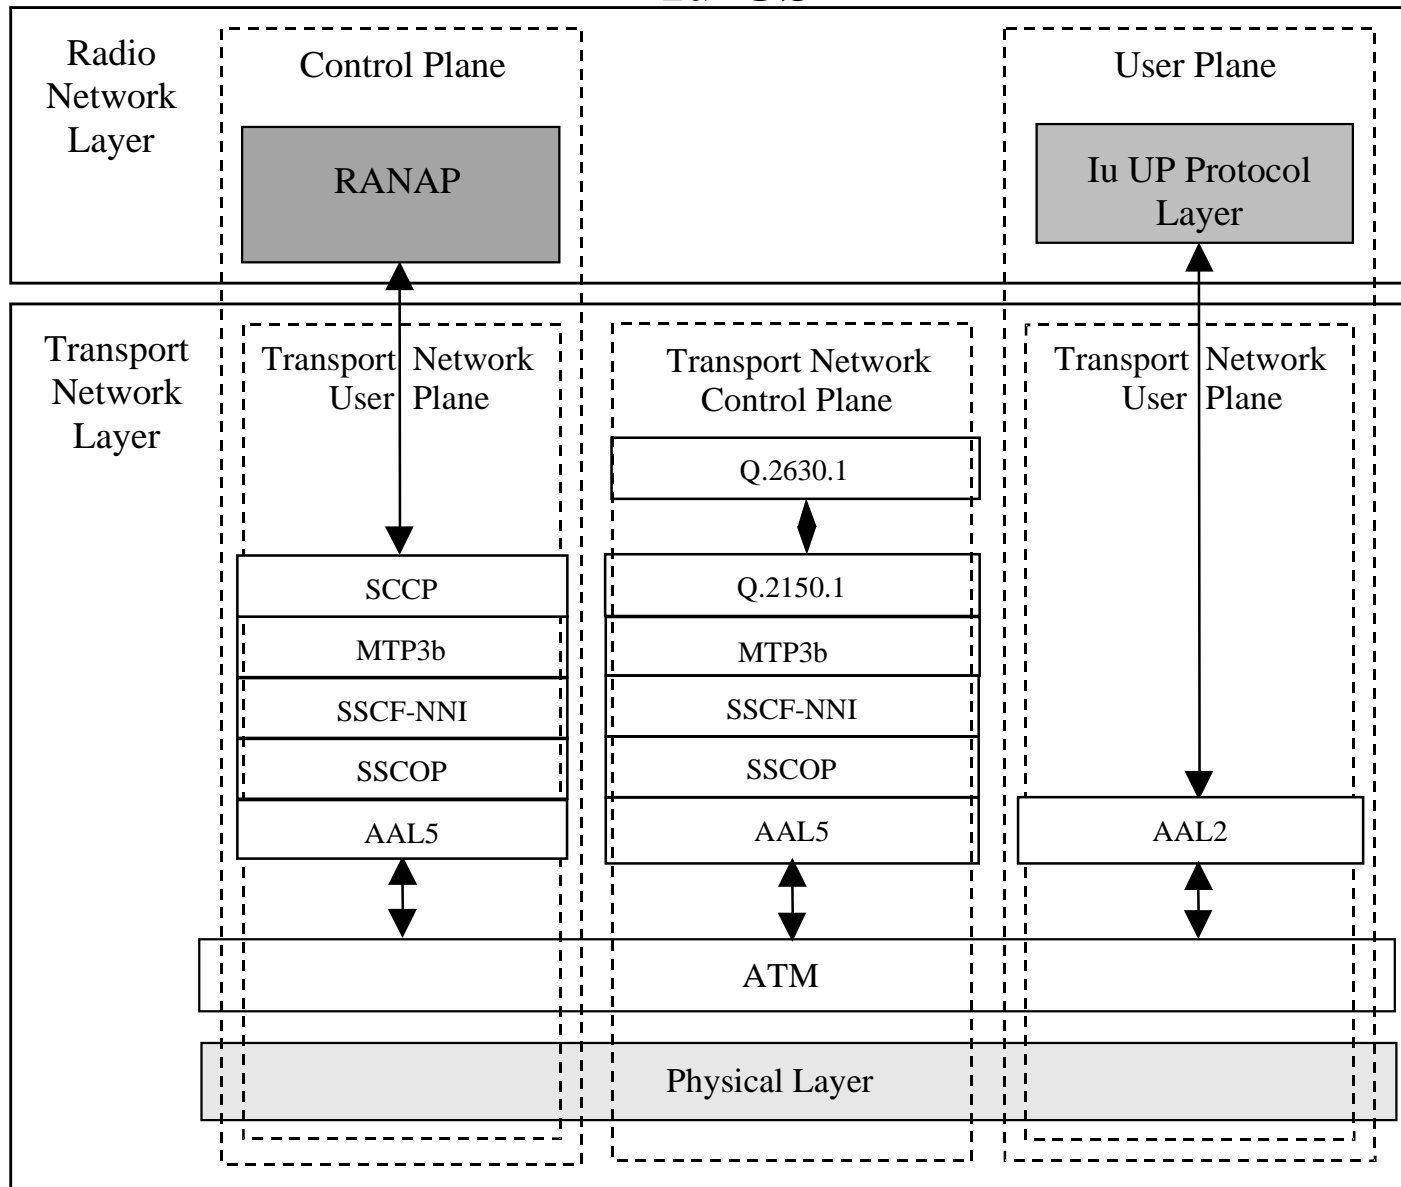 Radio
Network
Layer
Control Plane
User Plane
RANAP
Iu UP Protocol
Layer
Transport
Network
Layer
Transport Network
User Plane
Transport Network
Control Plane
Transport Network
User Plane
Q.2630.1
SCCP
Q.2150.1
MTP3b
MTP3b
SSCF-NNI
SSCF-NNI
SSCOP
SSCOP
AAL5
AAL5
AAL2
ATM
Physical Layer